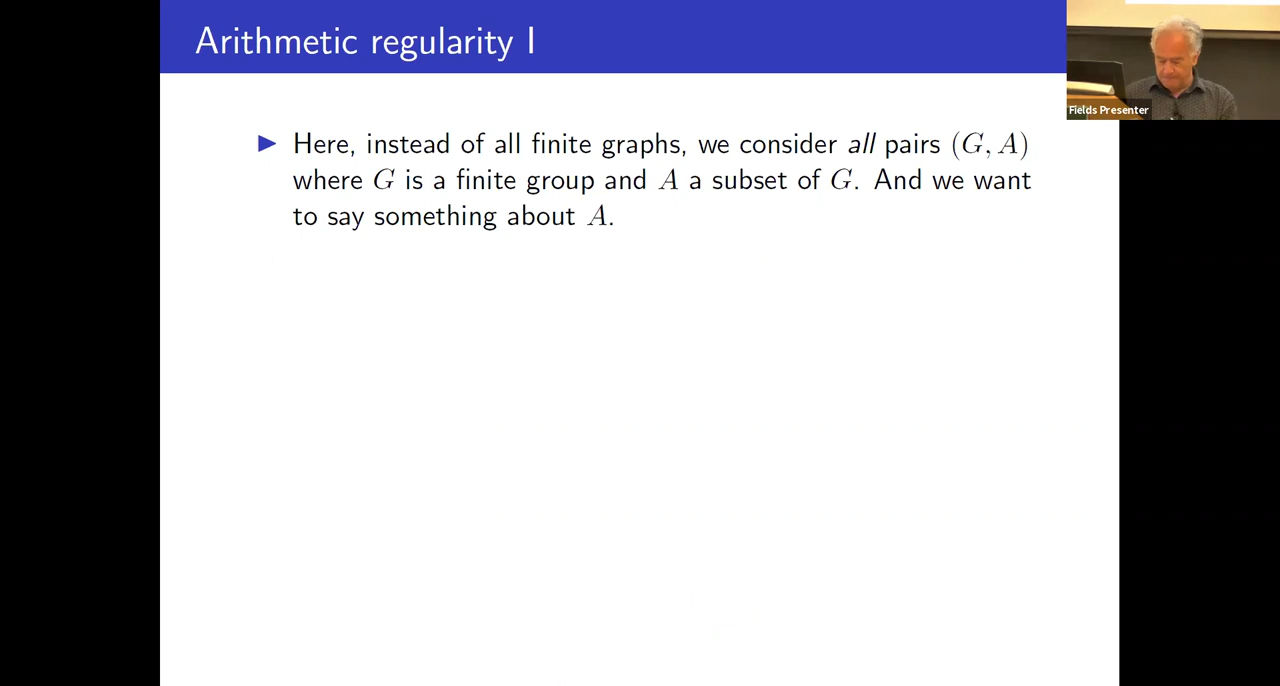 Arithmetic regularity I
Fields Presenter
▶ Here, instead of all finite graphs, we consider all pairs (G, A)
where G is a finite group and A a subset of G. And we want
to say something about A.